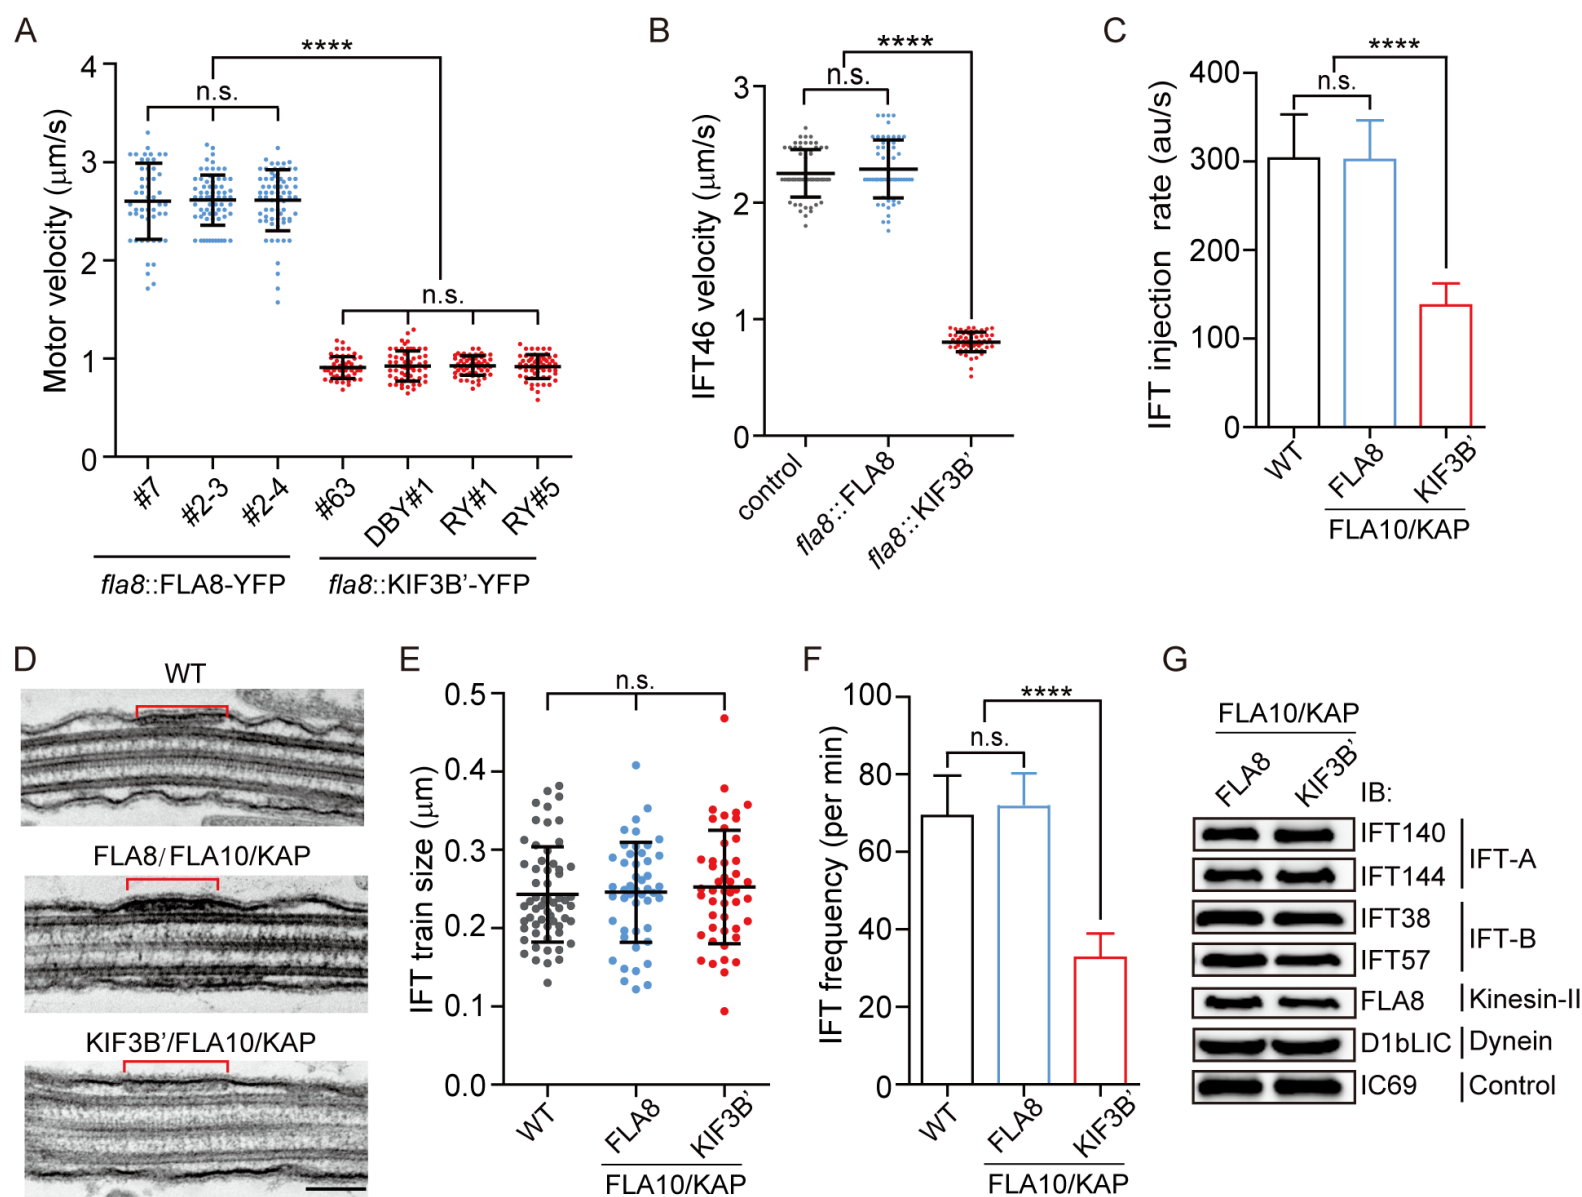 A
Motor velocity (μm/s)
4
3
2
1
0
****
n.s.
n.s.
#7
#2-3
#2-4
#63
DBY#1
RY#1
RY#5
fla8::FLA8-YFP
fla8::KIF3B'-YFP
B
IFT46 velocity (μm/s)
3
2
1
0
****
n.s.
control
fla8::FLA8
fla8::KIF3B'
C
IFT injection rate (au/s)
400
300
200
100
0
****
n.s.
WT
FLA8
KIF3B'
FLA10/KAP
D
WT
FLA8/FLA10/KAP
KIF3B'/FLA10/KAP
E
IFT train size (μm)
0.5
0.4
0.3
0.2
0.1
0.0
n.s.
WT
FLA8
KIF3B'
FLA10/KAP
F
IFT frequency (per min)
100
80
60
40
20
0
****
n.s.
WT
FLA8
KIF3B'
FLA10/KAP
G
FLA10/KAP
FLA8
KIF3B'
IB:
IFT140
IFT144
IFT-A
IFT38
IFT57
IFT-B
FLA8 Kinesin-II
D1bLIC Dynein
IC69 Control